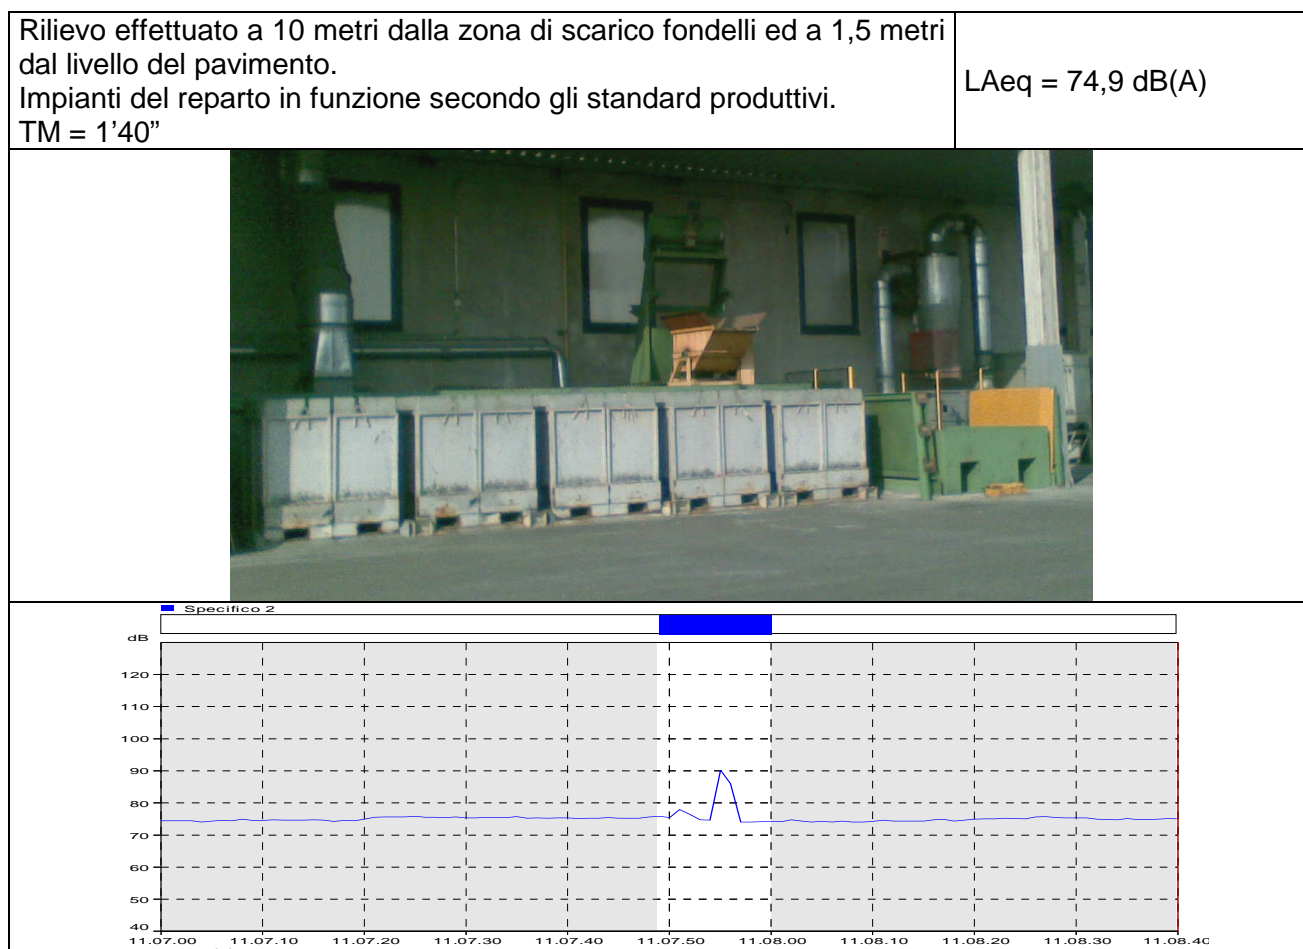 Rilievo effettuato a 10 metri dalla zona di scarico fondelli ed a 1,5 metri
dal livello del pavimento.
Impianti del reparto in funzione secondo gli standard produttivi.
TM = 1'40”
LAeq = 74,9 dB(A)
Specifico 2
dB
120
110
100
90
80
70
60
50
40
11.07.00 11.07.10 11.07.20 11.07.30 11.07.40 11.07.50 11.08.00 11.08.10 11.08.20 11.08.30 11.08.40